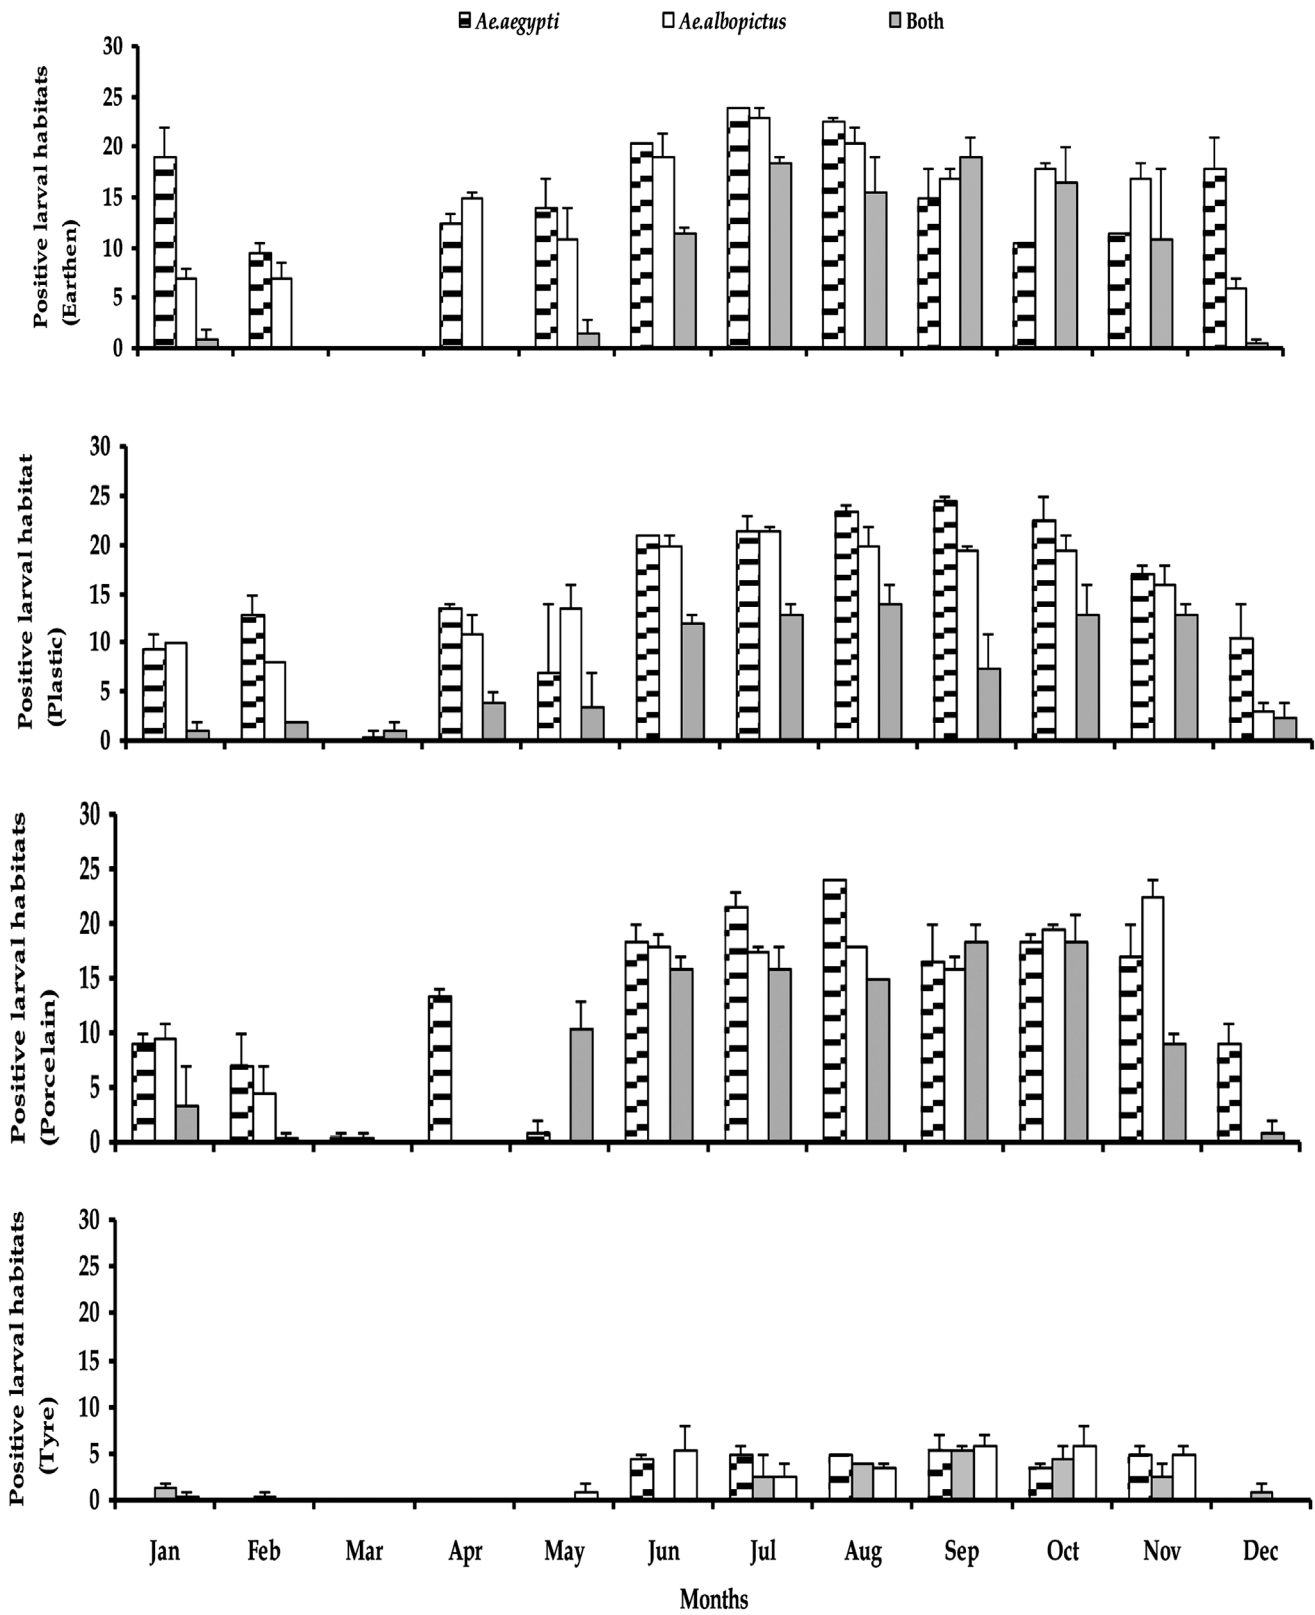 Ae.aegypti Ae.albopictus Both
Positive larval habitats
(Earthen)
30
25
20
15
10
5
0
Positive larval habitat
(Plastic)
30
25
20
15
10
5
0
Positive larval habitats
(Porcelain)
30
25
20
15
10
5
0
Positive larval habitats
(Tyre)
30
25
20
15
10
5
0
Jan Feb Mar Apr May Jun Jul Aug Sep Oct Nov Dec
Months